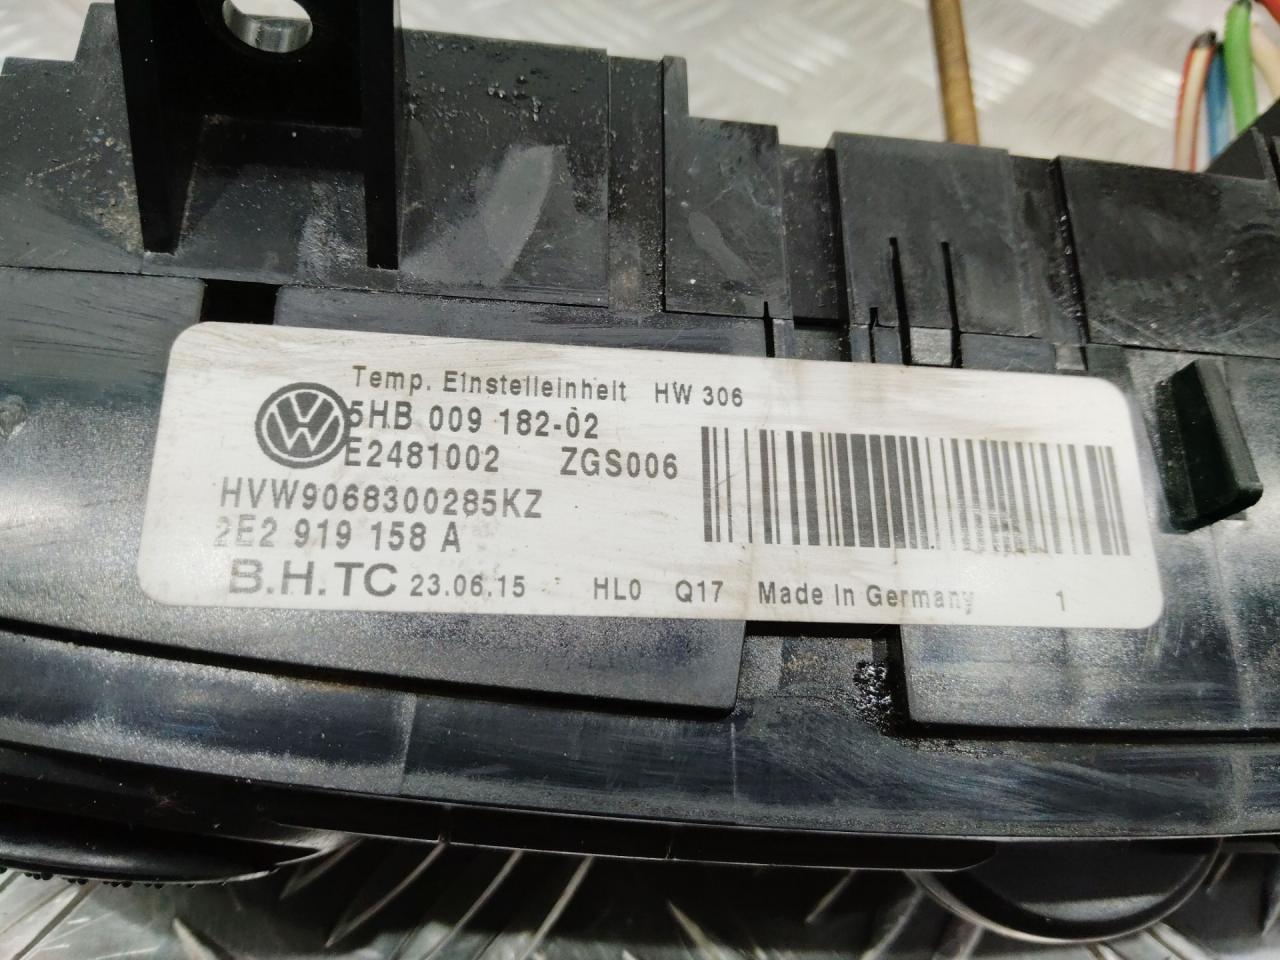 Temp. Einstelleinheit HW 306
5HB 009 182-02
E2481002 ZGS006
HVW9068300285KZ
2E2 919 158 A
B.H.TC 23.06.15 HL0 Q17 Made In Germany 1